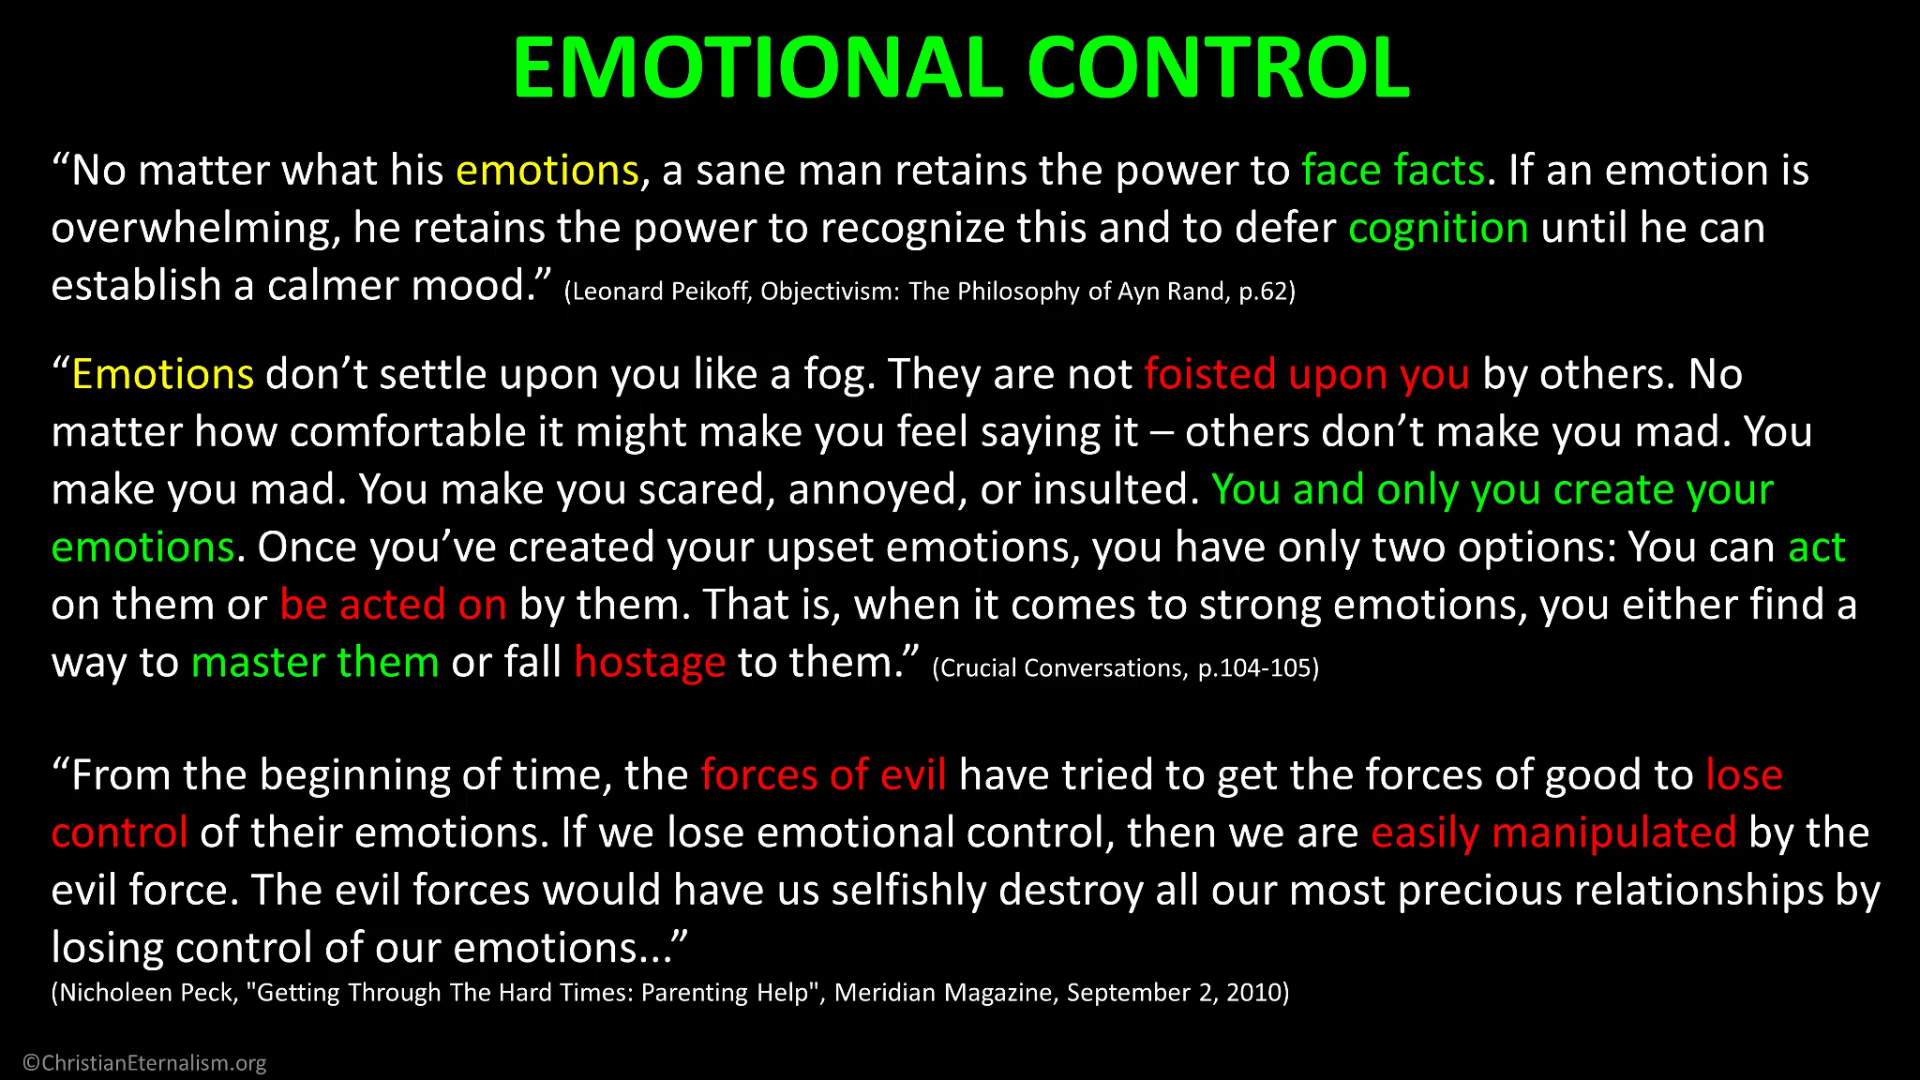 EMOTIONAL CONTROL
“No matter what his emotions, a sane man retains the power to face facts. If an emotion is
overwhelming, he retains the power to recognize this and to defer cognition until he can
establish a calmer mood.” (Leonard Peikoff, Objectivism: The Philosophy of Ayn Rand, p.62)
“Emotions don’t settle upon you like a fog. They are not foisted upon you by others. No
matter how comfortable it might make you feel saying it – others don’t make you mad. You
make you mad. You make you scared, annoyed, or insulted. You and only you create your
emotions. Once you’ve created your upset emotions, you have only two options: You can act
on them or be acted on by them. That is, when it comes to strong emotions, you either find a
way to master them or fall hostage to them.” (Crucial Conversations, p.104-105)
“From the beginning of time, the forces of evil have tried to get the forces of good to lose
control of their emotions. If we lose emotional control, then we are easily manipulated by the
evil force. The evil forces would have us selfishly destroy all our most precious relationships by
losing control of our emotions...”
(Nicholeen Peck, "Getting Through The Hard Times: Parenting Help", Meridian Magazine, September 2, 2010)
©ChristianEternalism.org